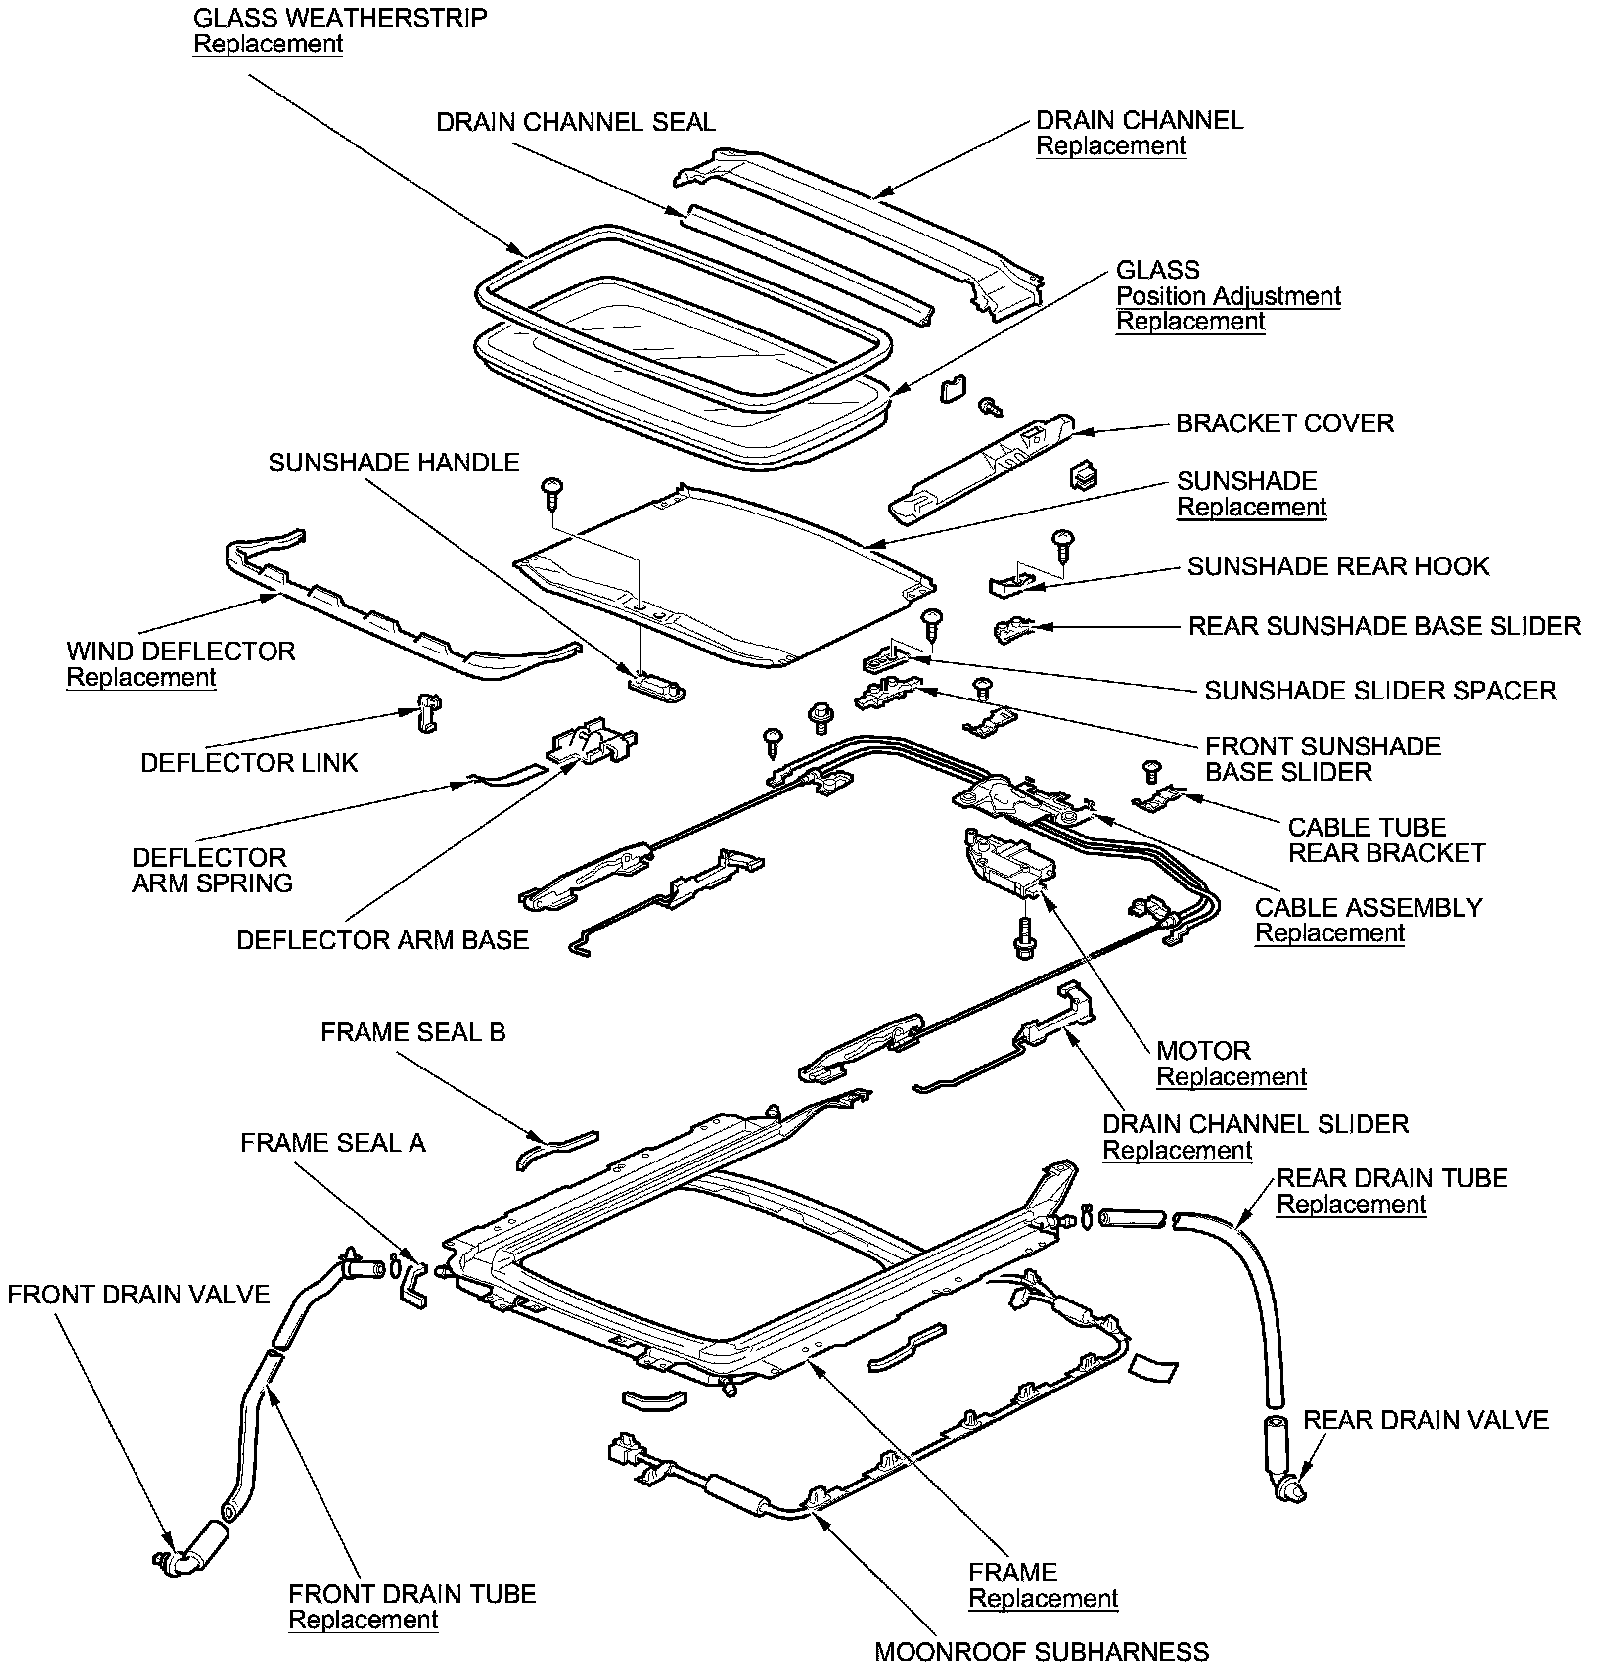 GLASS WEATHERSTRIP
Replacement
DRAIN CHANNEL SEAL
DRAIN CHANNEL
Replacement
GLASS
Position Adjustment
Replacement
BRACKET COVER
SUNSHADE HANDLE
SUNSHADE
Replacement
SUNSHADE REAR HOOK
REAR SUNSHADE BASE SLIDER
WIND DEFLECTOR
Replacement
SUNSHADE SLIDER SPACER
DEFLECTOR LINK
FRONT SUNSHADE
BASE SLIDER
CABLE TUBE
REAR BRACKET
DEFLECTOR
ARM SPRING
CABLE ASSEMBLY
Replacement
DEFLECTOR ARM BASE
FRAME SEAL B
MOTOR
Replacement
DRAIN CHANNEL SLIDER
Replacement
FRAME SEAL A
REAR DRAIN TUBE
Replacement
FRONT DRAIN VALVE
REAR DRAIN VALVE
FRAME
Replacement
FRONT DRAIN TUBE
Replacement
MOONROOF SUBHARNESS